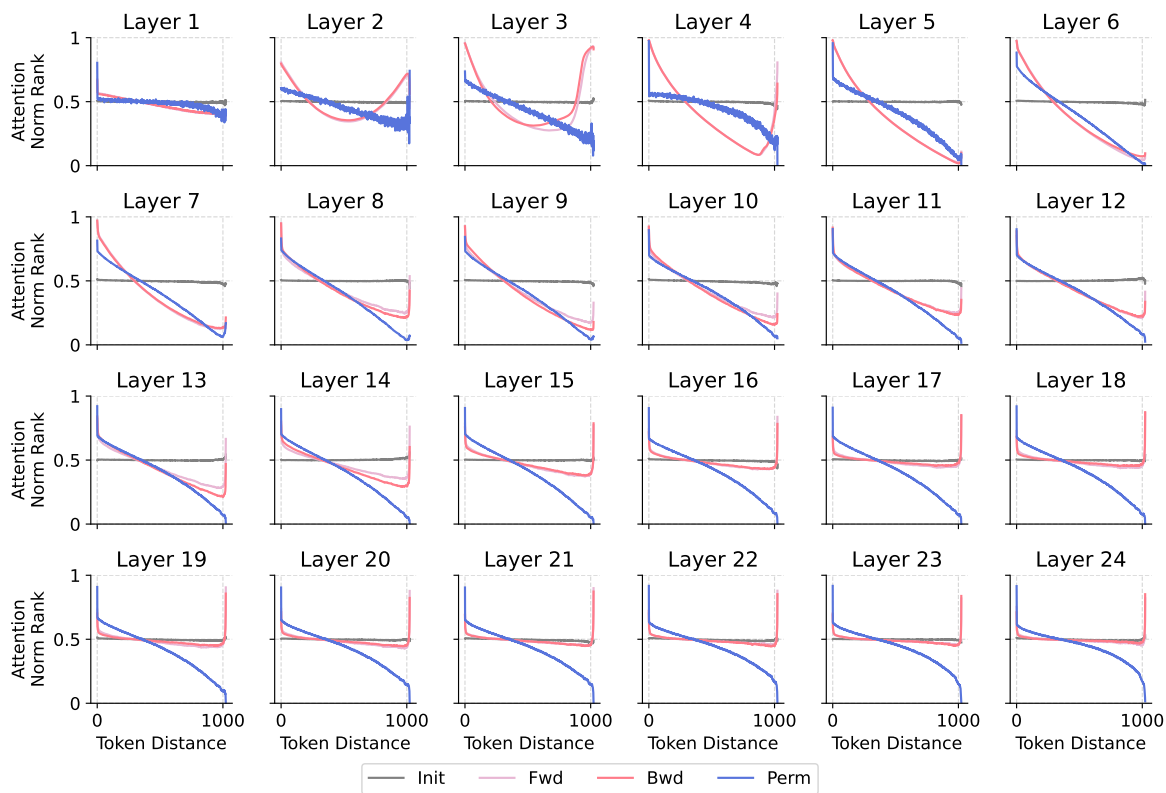 Layer 1 Layer 2 Layer 3 Layer 4 Layer 5 Layer 6
1
0.5
0
Attention
Norm Rank
Layer 7 Layer 8 Layer 9 Layer 10 Layer 11 Layer 12
1
0.5
0
Attention
Norm Rank
Layer 13 Layer 14 Layer 15 Layer 16 Layer 17 Layer 18
1
0.5
0
Attention
Norm Rank
Layer 19 Layer 20 Layer 21 Layer 22 Layer 23 Layer 24
1
0.5
0
Attention
Norm Rank
0 1000 0 1000 0 1000 0 1000 0 1000 0 1000
Token Distance Token Distance Token Distance Token Distance Token Distance Token Distance
Init Fwd Bwd Perm